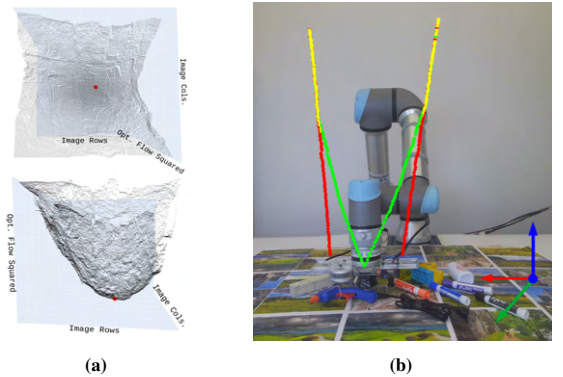 Image Cols.
Image Rows
Opt. Flow Squared
Opt. Flow Squared
Image Cols.
Image Rows
(a)
(b)